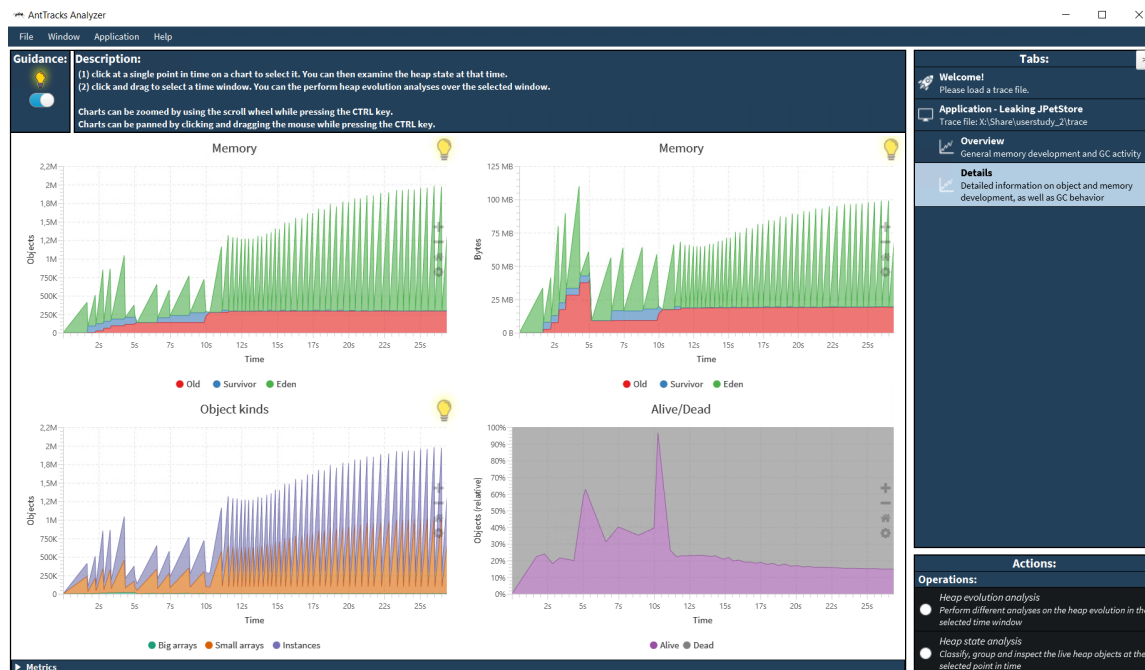 AntTracks Analyzer
File Window Application Help
Guidance:
Description:
(1) click at a single point in time on a chart to select it. You can then examine the heap state at that time.
(2) click and drag to select a time window. You can the perform heap evolution analyses over the selected window.
Charts can be zoomed by using the scroll wheel while pressing the CTRL key.
Charts can be panned by clicking and dragging the mouse while pressing the CTRL key.
Memory
2,2M
2M
1,8M
1,5M
1,2M
1M
750K
500K
250K
0
Objects
2s 5s 7s 10s 12s 15s 17s 20s 22s 25s
Time
Old Survivor Eden
Memory
125 MB
100 MB
75 MB
50 MB
25 MB
0 B
Bytes
2s 5s 7s 10s 12s 15s 17s 20s 22s 25s
Time
Old Survivor Eden
Object kinds
2,2M
2M
1,8M
1,5M
1,2M
1M
750K
500K
250K
0
Objects
2s 5s 7s 10s 12s 15s 17s 20s 22s 25s
Time
Big arrays Small arrays Instances
Alive/Dead
100%
90%
80%
70%
60%
50%
40%
30%
20%
10%
0%
Objects (relative)
2s 5s 7s 10s 12s 15s 17s 20s 22s 25s
Time
Alive Dead
Metrics
Tabs:
Welcome!
Please load a trace file.
Application - Leaking JPetStore
Trace file: X:\Share\userstudy_2\trace
Overview
General memory development and GC activity
Details
Detailed information on object and memory
development, as well as GC behavior
Actions:
Operations:
Heap evolution analysis
Perform different analyses on the heap evolution in the
selected time window
Heap state analysis
Classify, group and inspect the live heap objects at the
selected point in time